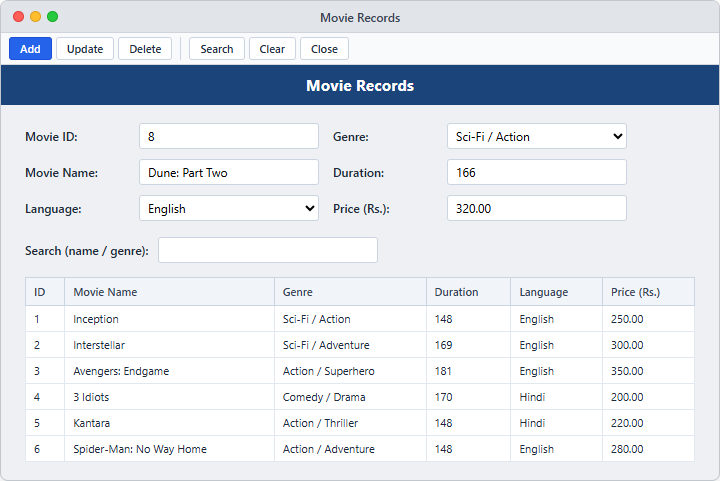 Movie Records
Add Update Delete Search Clear Close
Movie Records
Movie ID: 8 Genre: Sci-Fi / Action
Movie Name: Dune: Part Two Duration: 166
Language: English Price (Rs.): 320.00
Search (name / genre):
ID Movie Name Genre Duration Language Price (Rs.)
1 Inception Sci-Fi / Action 148 English 250.00
2 Interstellar Sci-Fi / Adventure 169 English 300.00
3 Avengers: Endgame Action / Superhero 181 English 350.00
4 3 Idiots Comedy / Drama 170 Hindi 200.00
5 Kantara Action / Thriller 148 Hindi 220.00
6 Spider-Man: No Way Home Action / Adventure 148 English 280.00